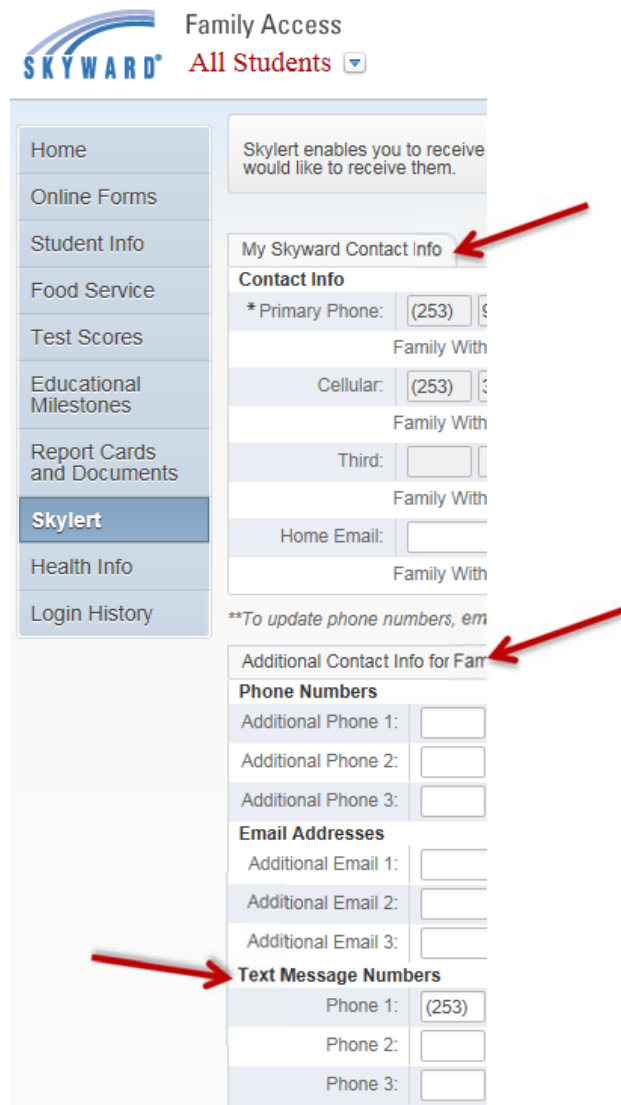 Family Access
SKYWARD®
All Students
Home
Online Forms
Student Info
Food Service
Test Scores
Educational
Milestones
Report Cards
and Documents
Skylert
Health Info
Login History
Skylert enables you to receive
would like to receive them.
My Skyward Contact Info
Contact Info
* Primary Phone: (253) 9
Family With
Cellular: (253) 3
Family With
Third:
Family With
Home Email:
Family With
**To update phone numbers, em
Additional Contact Info for Fam
Phone Numbers
Additional Phone 1:
Additional Phone 2:
Additional Phone 3:
Email Addresses
Additional Email 1:
Additional Email 2:
Additional Email 3:
Text Message Numbers
Phone 1: (253)
Phone 2:
Phone 3: